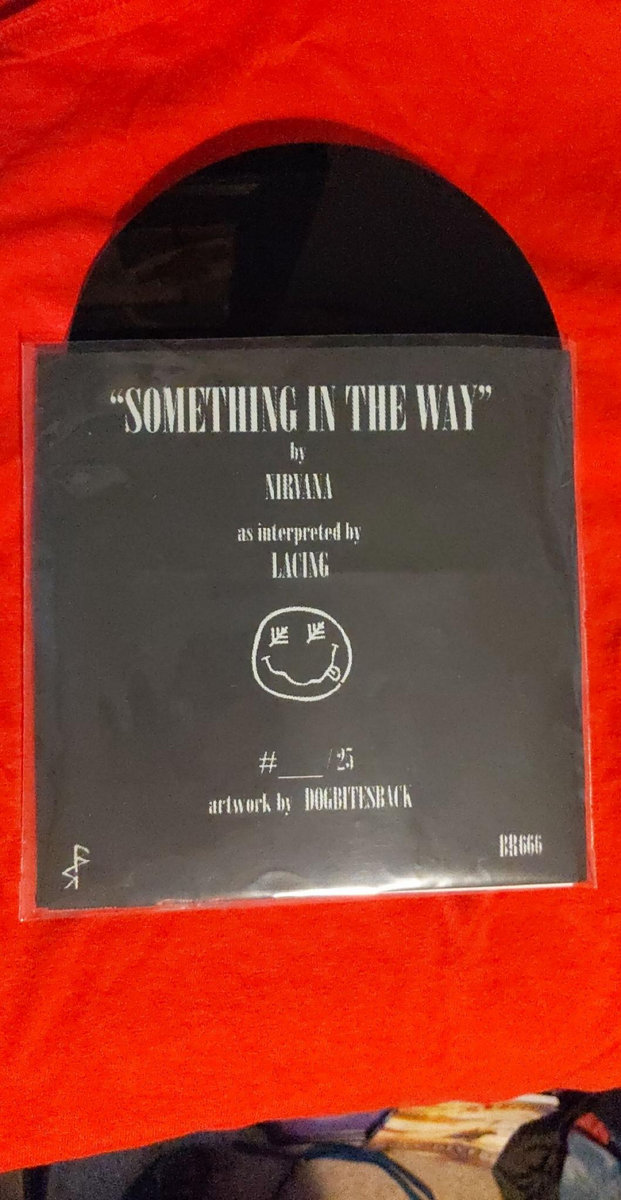 “SOMETHING IN THE WAY”
by
NIRVANA
as interpreted by
LACING
#___/25
artwork by DOGBITESBACK
BR666